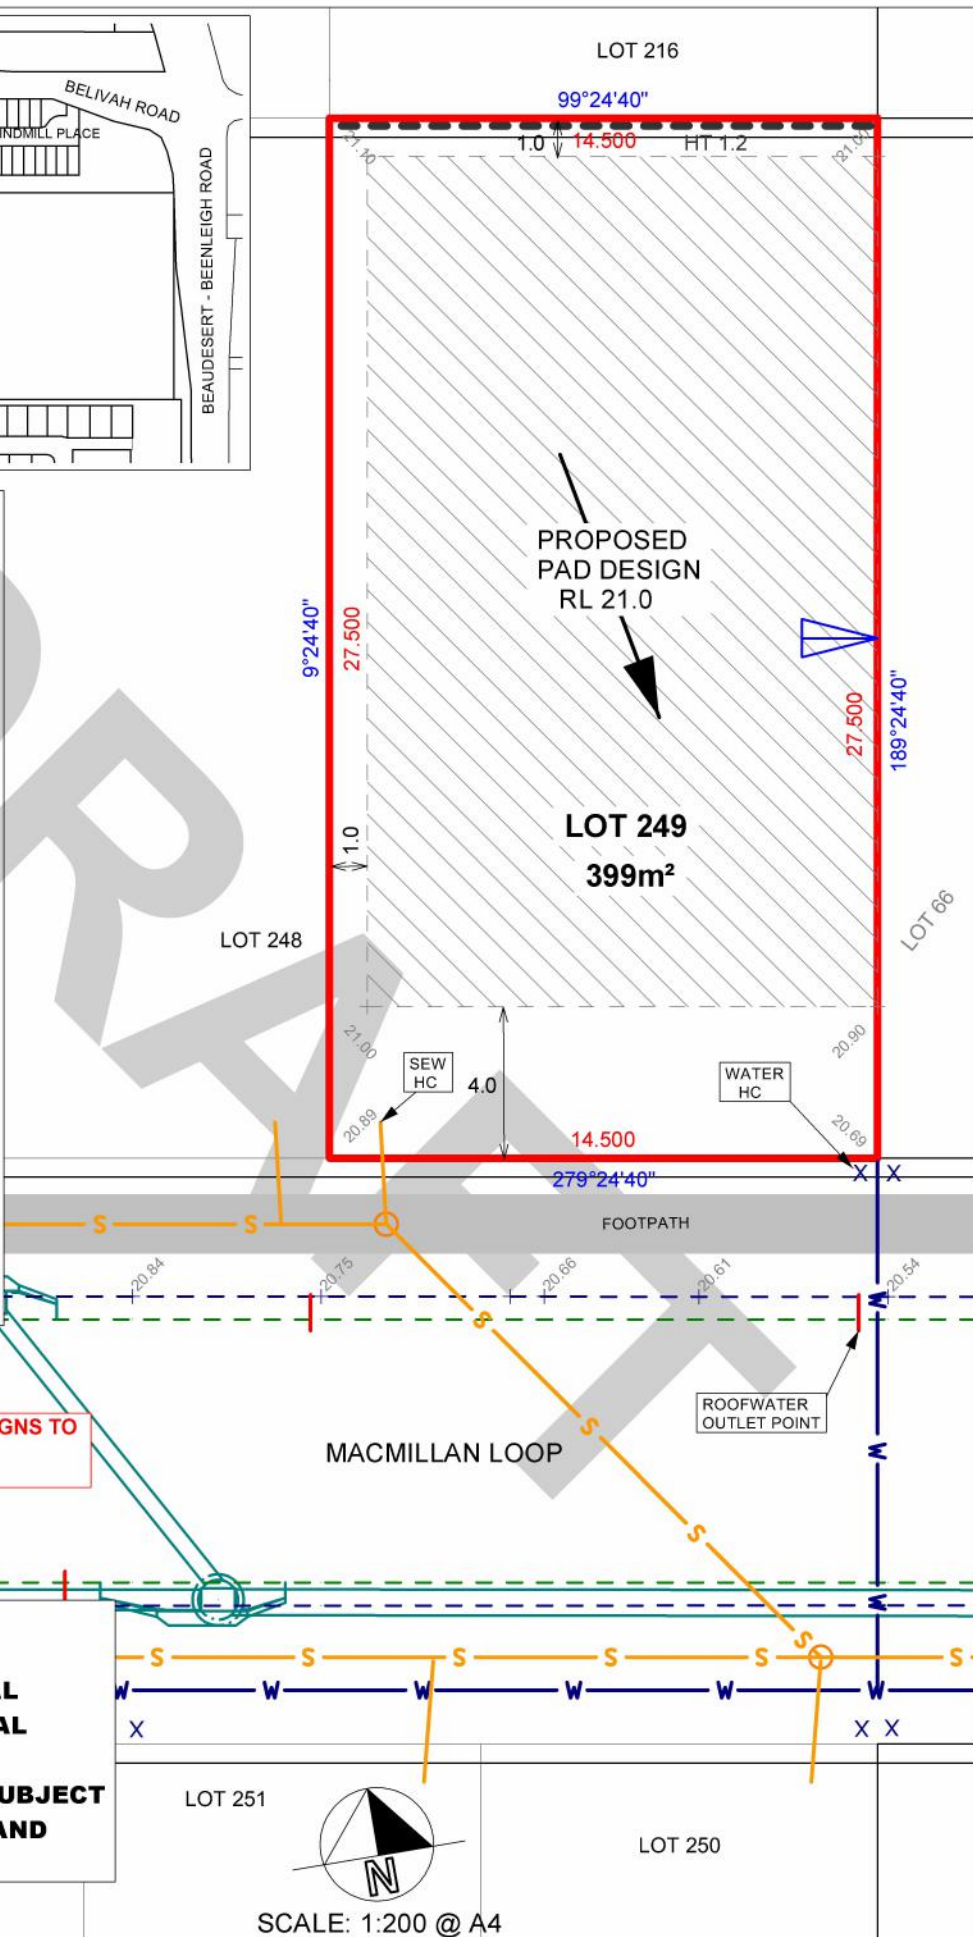 BELIVAH ROAD
INDMILL PLACE
BEAUDESERT - BEENLEIGH ROAD
LOT 216
99°24'40"
21.10
1.0
14.500
HT 1.2
21.00
PROPOSED
PAD DESIGN
RL 21.0
9°24'40"
27.500
27.500
189°24'40"
LOT 249
399m²
1.0
LOT 248
LOT 66
21.00
20.90
SEW
HC
4.0
WATER
HC
20.89
20.69
14.500
X X
279°24'40"
S S
FOOTPATH
20.84
20.75
20.66
20.61
20.54
W
S
ROOFWATER
OUTLET POINT
S
GNS TO
MACMILLAN LOOP
W
S
W
S
S S S S S S
W W W W W W
X
X X
AL
UBJECT
AND
LOT 251
LOT 250
N
SCALE: 1:200 @ A4
DRAFT